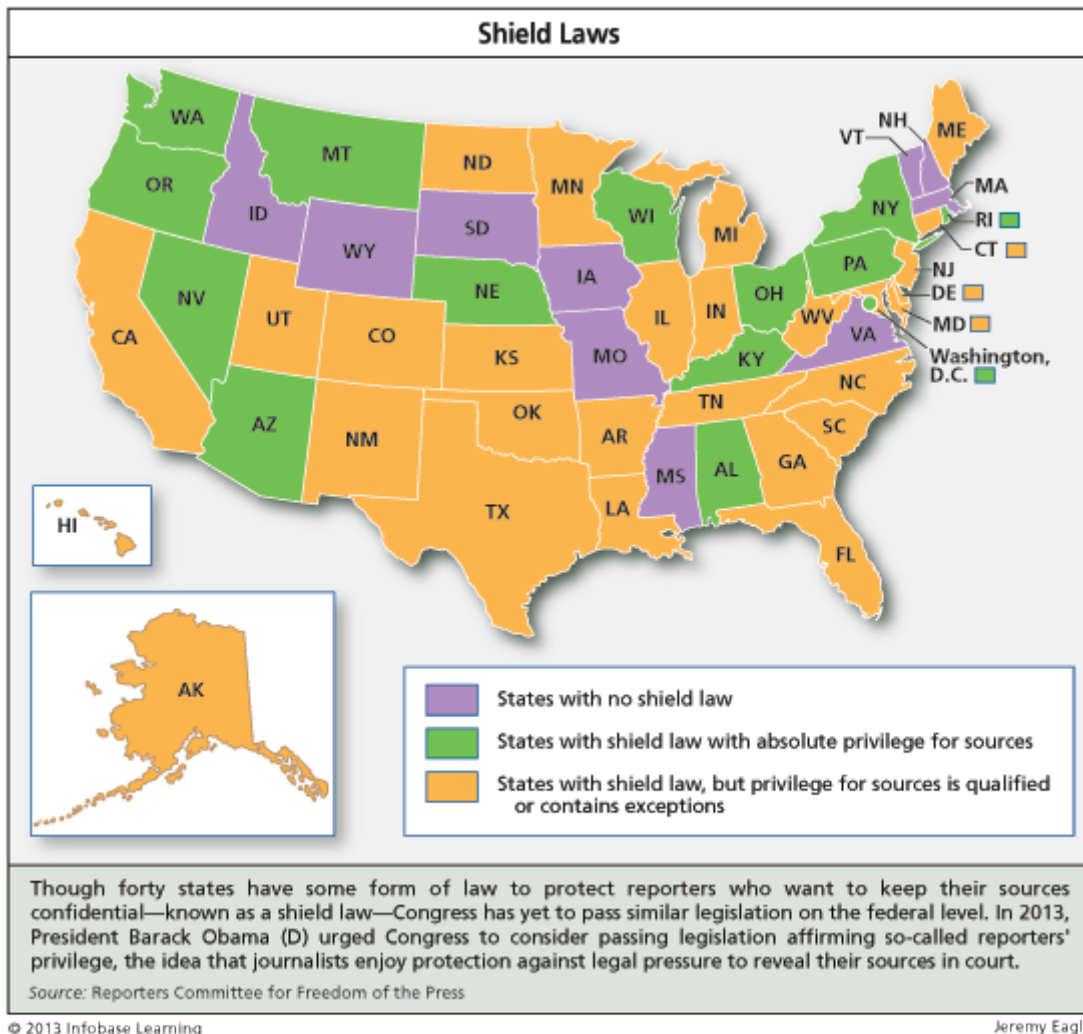 Shield Laws
WA
MT
ND
MN
OR
ID
WY
SD
WI
MI
NH
VT
ME
MA
NY
RI
CT
PA
NJ
DE
MD
Washington,
D.C.
NV
UT
CO
NE
IA
IL
IN
OH
WV
VA
CA
KS
MO
KY
NC
TN
SC
AZ
NM
OK
AR
MS
AL
GA
TX
LA
FL
HI
AK
States with no shield law
States with shield law with absolute privilege for sources
States with shield law, but privilege for sources is qualified
or contains exceptions
Though forty states have some form of law to protect reporters who want to keep their sources
confidential—known as a shield law—Congress has yet to pass similar legislation on the federal level. In 2013,
President Barack Obama (D) urged Congress to consider passing legislation affirming so-called reporters'
privilege, the idea that journalists enjoy protection against legal pressure to reveal their sources in court.
Source: Reporters Committee for Freedom of the Press
© 2013 Infobase Learning
Jeremy Eagl